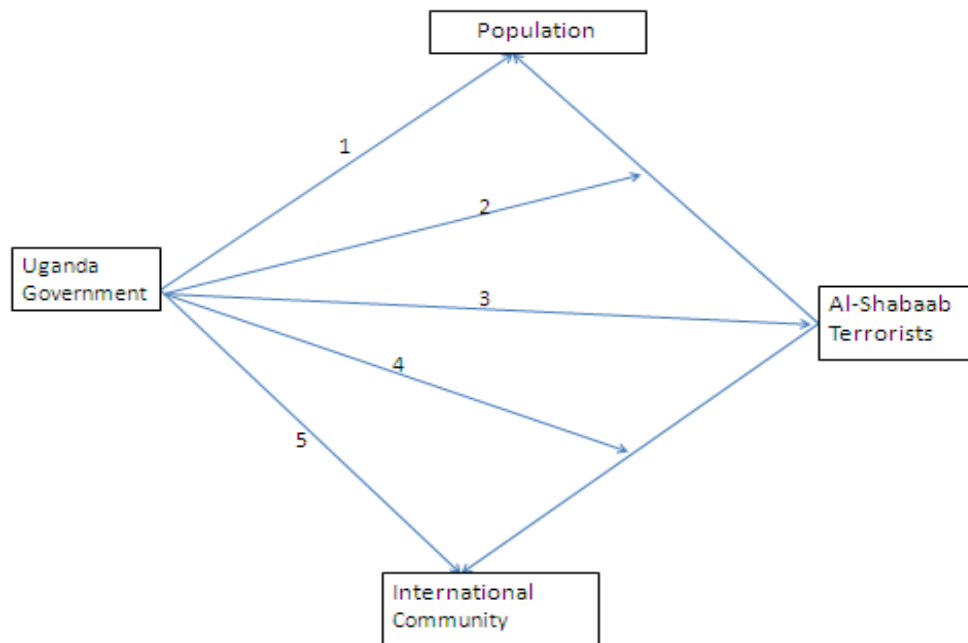 Population
1
2
Uganda
Government
3
Al-Shabaab
Terrorists
4
5
International
Community